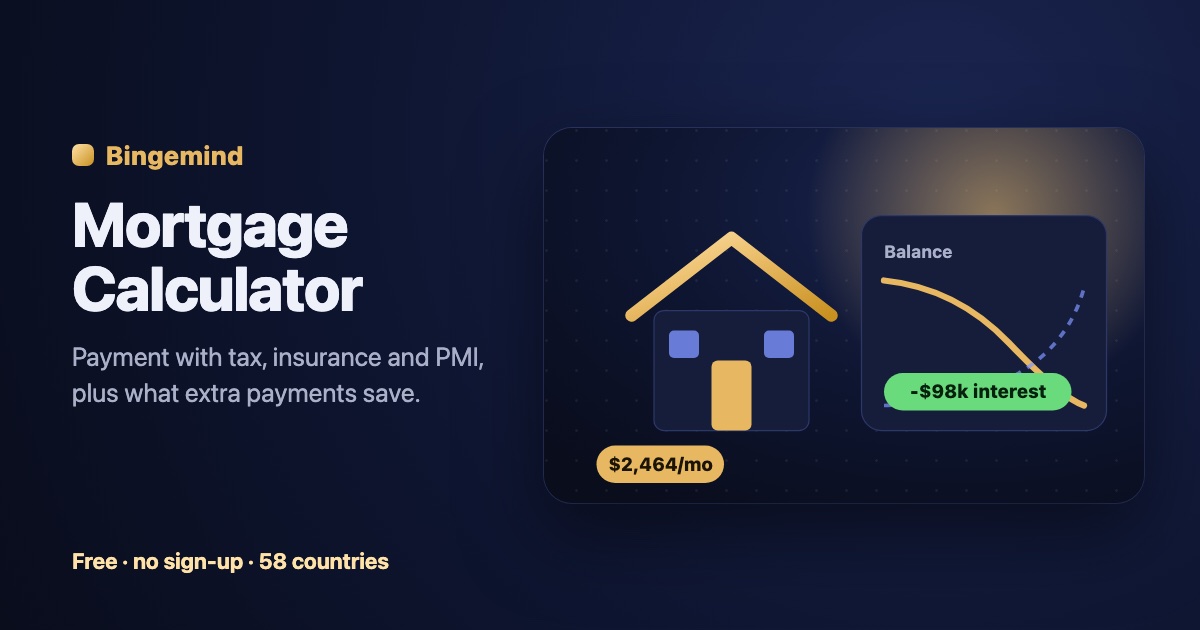 Bingemind
Mortgage
Calculator
Payment with tax, insurance and PMI,
plus what extra payments save.
Free · no sign-up · 58 countries
Balance
-$98k interest
$2,464/mo